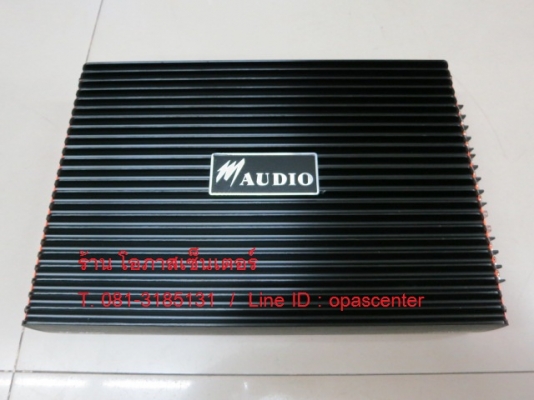 M AUDIO
ร้าน โอภาสเซ็นเตอร์
T. 081-3185131 / Line ID : opascenter